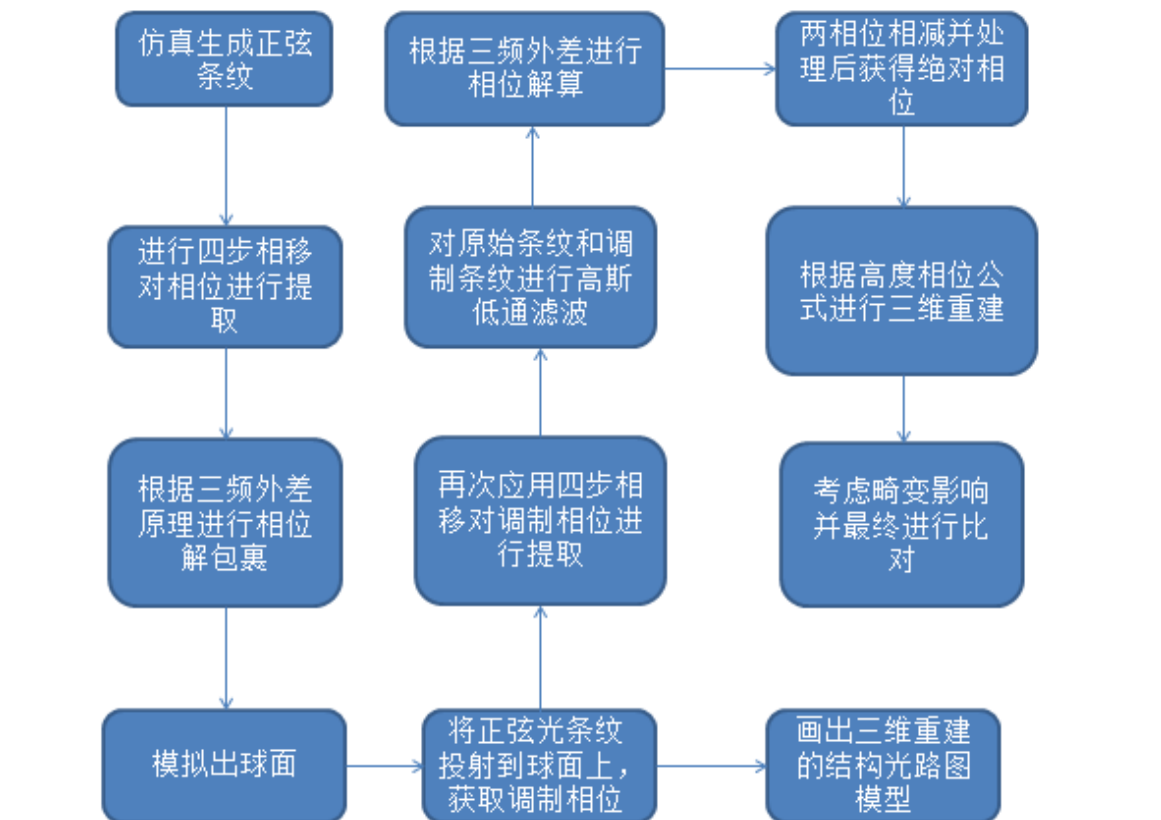 仿真生成正弦
条纹
进行四步相移
对相位进行提
取
根据三频外差
原理进行相位
解包裹
模拟出球面
将正弦光条纹
投射到球面上，
获取调制相位
画出三维重建
的结构光路图
模型
再次应用四步相
移对调制相位进
行提取
对原始条纹和调
制条纹进行高斯
低通滤波
根据三频外差进行
相位解算
两相位相减并处
理后获得绝对相
位
根据高度相位公
式进行三维重建
考虑畸变影响
并最终进行比
对